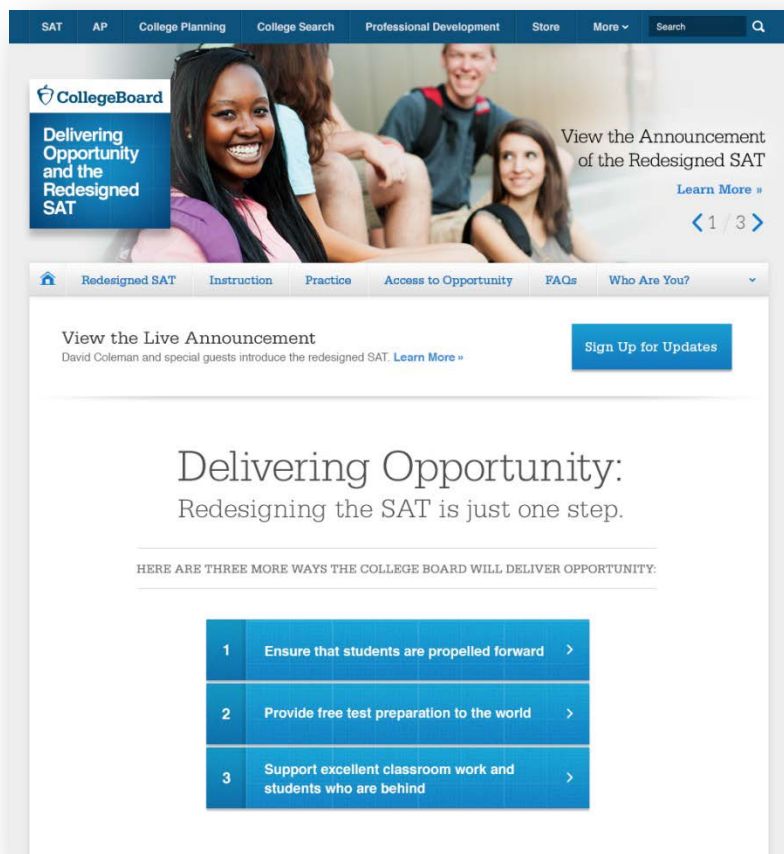 SAT AP College Planning College Search Professional Development Store More Search
CollegeBoard
Delivering
Opportunity
and the
Redesigned
SAT
View the Announcement
of the Redesigned SAT
Learn More »
1 / 3
Redesigned SAT Instruction Practice Access to Opportunity FAQs Who Are You?
View the Live Announcement
David Coleman and special guests introduce the redesigned SAT. Learn More »
Sign Up for Updates
Delivering Opportunity:
Redesigning the SAT is just one step.
HERE ARE THREE MORE WAYS THE COLLEGE BOARD WILL DELIVER OPPORTUNITY:
1 Ensure that students are propelled forward
2 Provide free test preparation to the world
3 Support excellent classroom work and
students who are behind